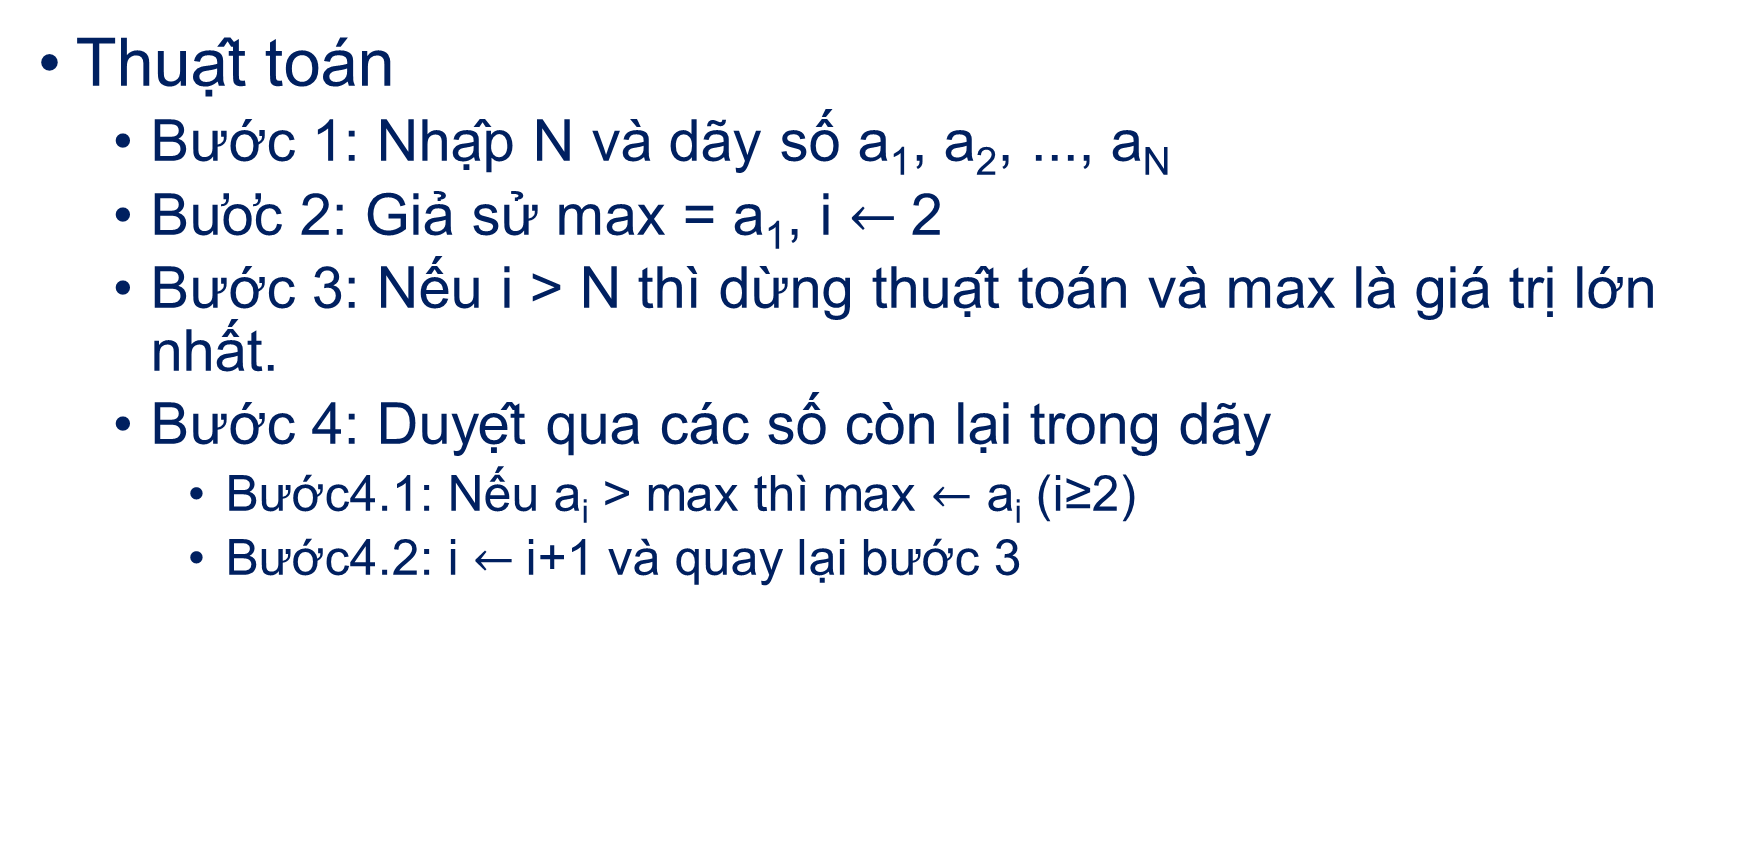 • Thuật toán
• Bước 1: Nhập N và dãy số a₁, a₂, ..., a_N
• Bước 2: Giả sử max = a₁, i ← 2
• Bước 3: Nếu i > N thì dừng thuật toán và max là giá trị lớn
nhất.
• Bước 4: Duyệt qua các số còn lại trong dãy
• Bước4.1: Nếu aᵢ > max thì max ← aᵢ (i≥2)
• Bước4.2: i ← i+1 và quay lại bước 3